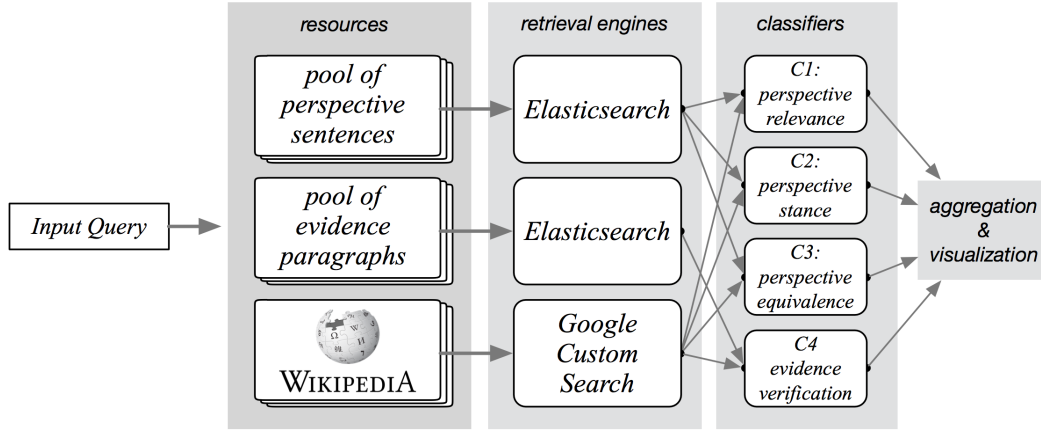 resources
retrieval engines
classifiers
Input Query
pool of
perspective
sentences
pool of
evidence
paragraphs
Ω
W
И
WIKIPEDIA
Elasticsearch
Elasticsearch
Google
Custom
Search
C1:
perspective
relevance
C2:
perspective
stance
C3:
perspective
equivalence
C4
evidence
verification
aggregation
&
visualization